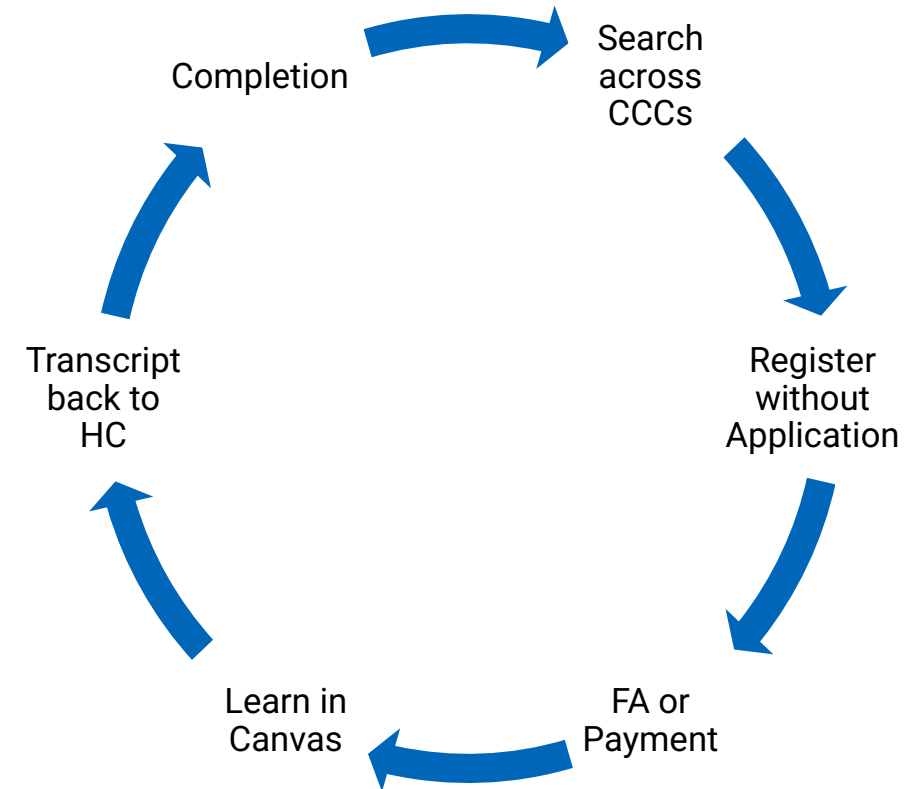 Completion
Search
across
CCCs
Register
without
Application
FA or
Payment
Learn in
Canvas
Transcript
back to
HC